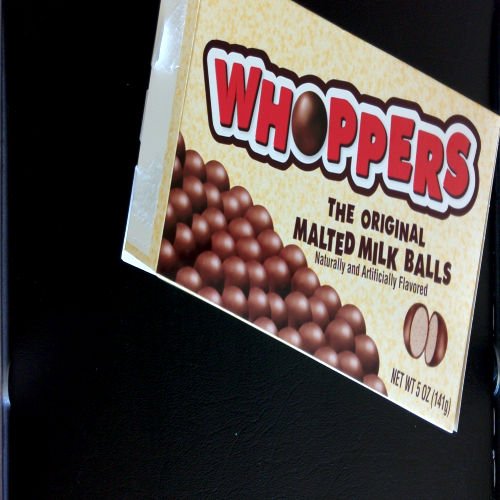 WHOPPERS
THE ORIGINAL
MALTED MILK BALLS
Naturally and Artificially Flavored
NET WT 5 OZ (141g)